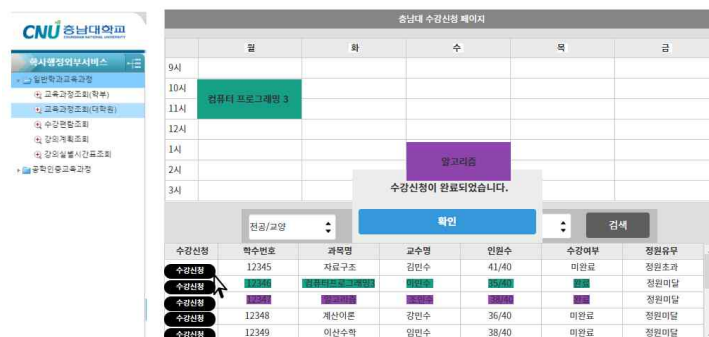 CNU 충남대학교
충남대 수강신청 페이지
학사행정외부서비스
일반학과교육과정
교육과정조회(학부)
교육과정조회(대학원)
수강편람조회
강의계획조회
강의실별시간표조회
공학인증교육과정
월 화 수 목 금
9시
10시
컴퓨터 프로그래밍 3
11시
12시
1시
알고리즘
2시
3시
수강신청이 완료되었습니다.
확인
전공/교양
검색
수강신청 학수번호 과목명 교수명 인원수 수강여부 정원유무
수강신청 12345 자료구조 김민수 41/40 미완료 정원초과
수강신청 12346 컴퓨터프로그래밍3 이민수 35/40 완료 정원미달
수강신청 12347 알고리즘 38/40 완료 정원미달
수강신청 12348 계산이론 강민수 36/40 미완료 정원미달
수강신청 12349 이산수학 임민수 38/40 미완료 정원미달